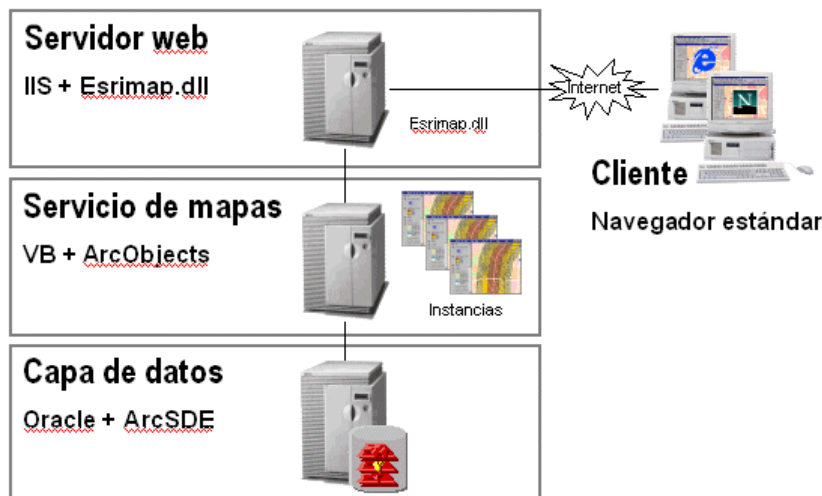 Servidor web
IIS + Esrimap.dll
Esrimap.dll
Internet
Cliente
Navegador estándar
Servicio de mapas
VB + ArcObjects
Instancias
Capa de datos
Oracle + ArcSDE